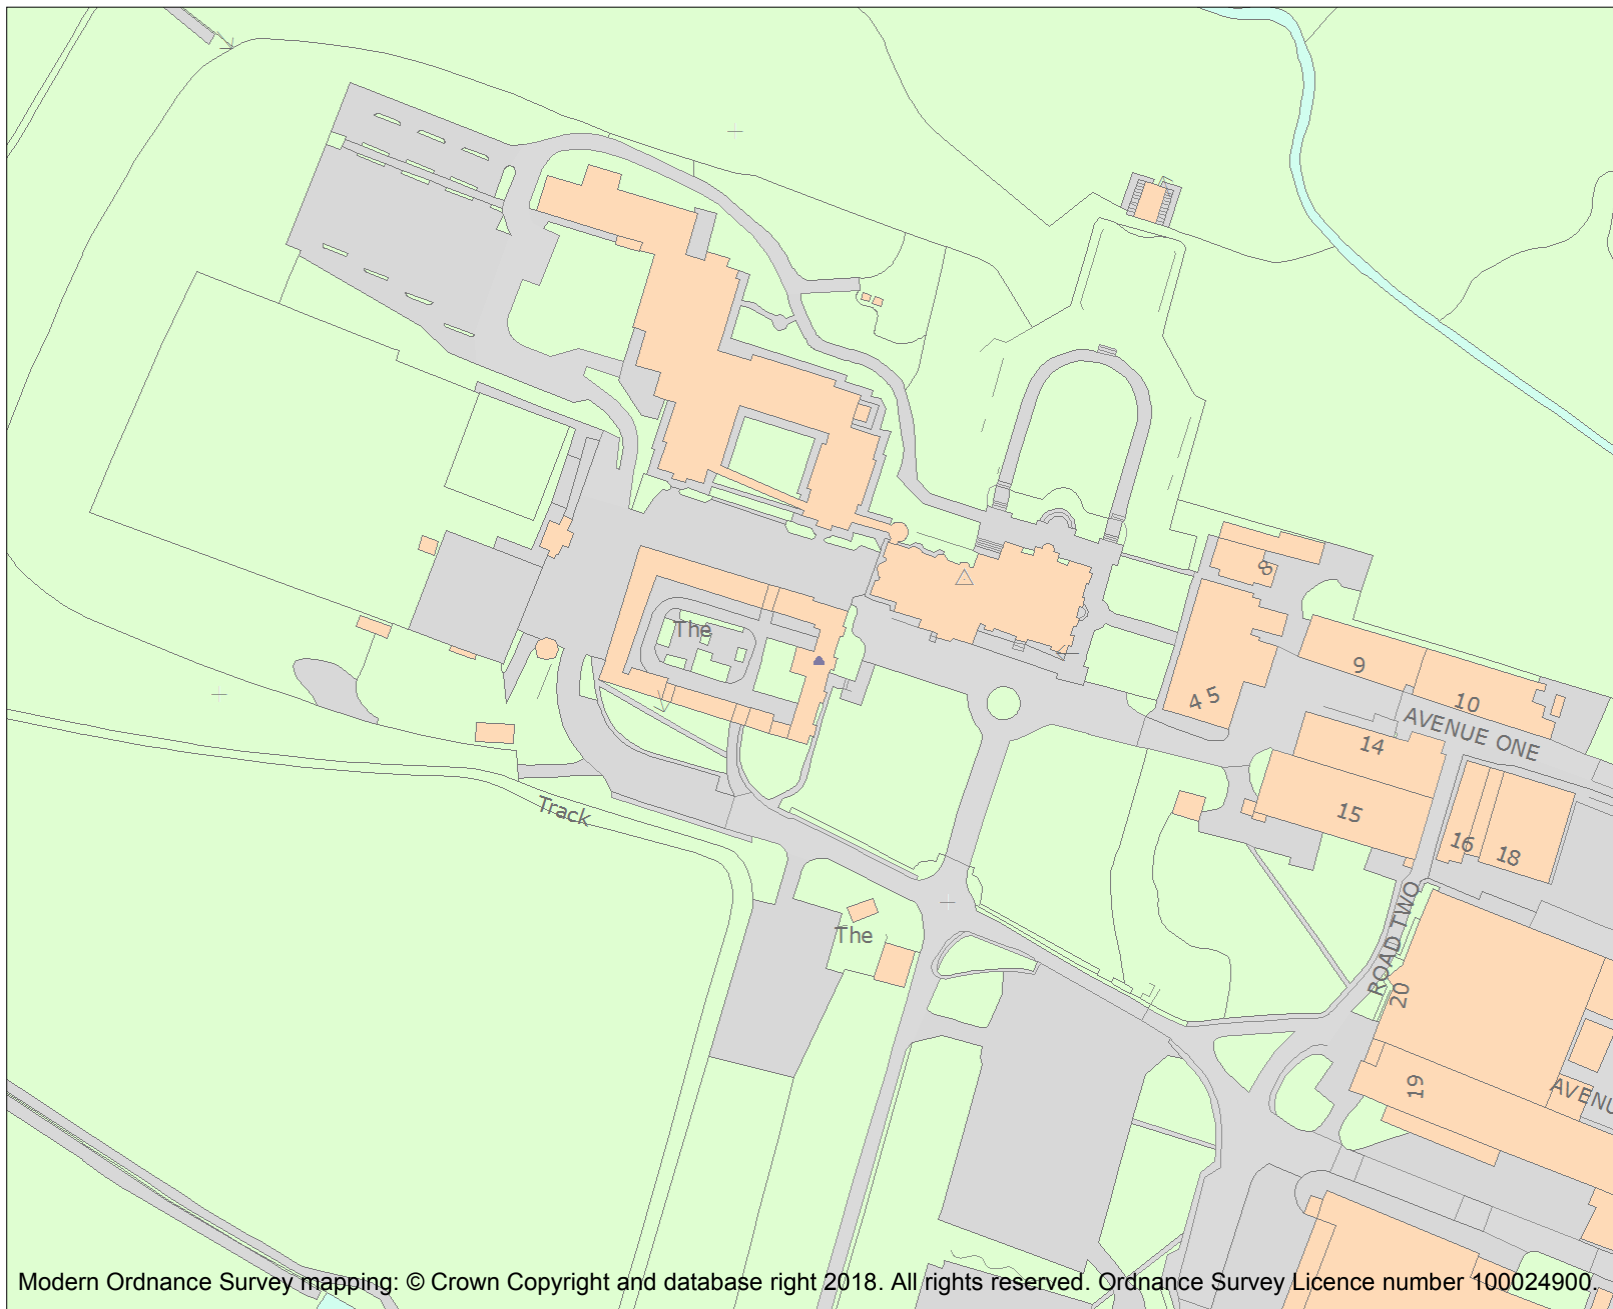 8
The
9
4 5
10
AVENUE ONE
14
Track
15
16
18
ROAD TWO
The
20
19
AVENU
Modern Ordnance Survey mapping: © Crown Copyright and database right 2018. All rights reserved. Ordnance Survey Licence number 100024900.